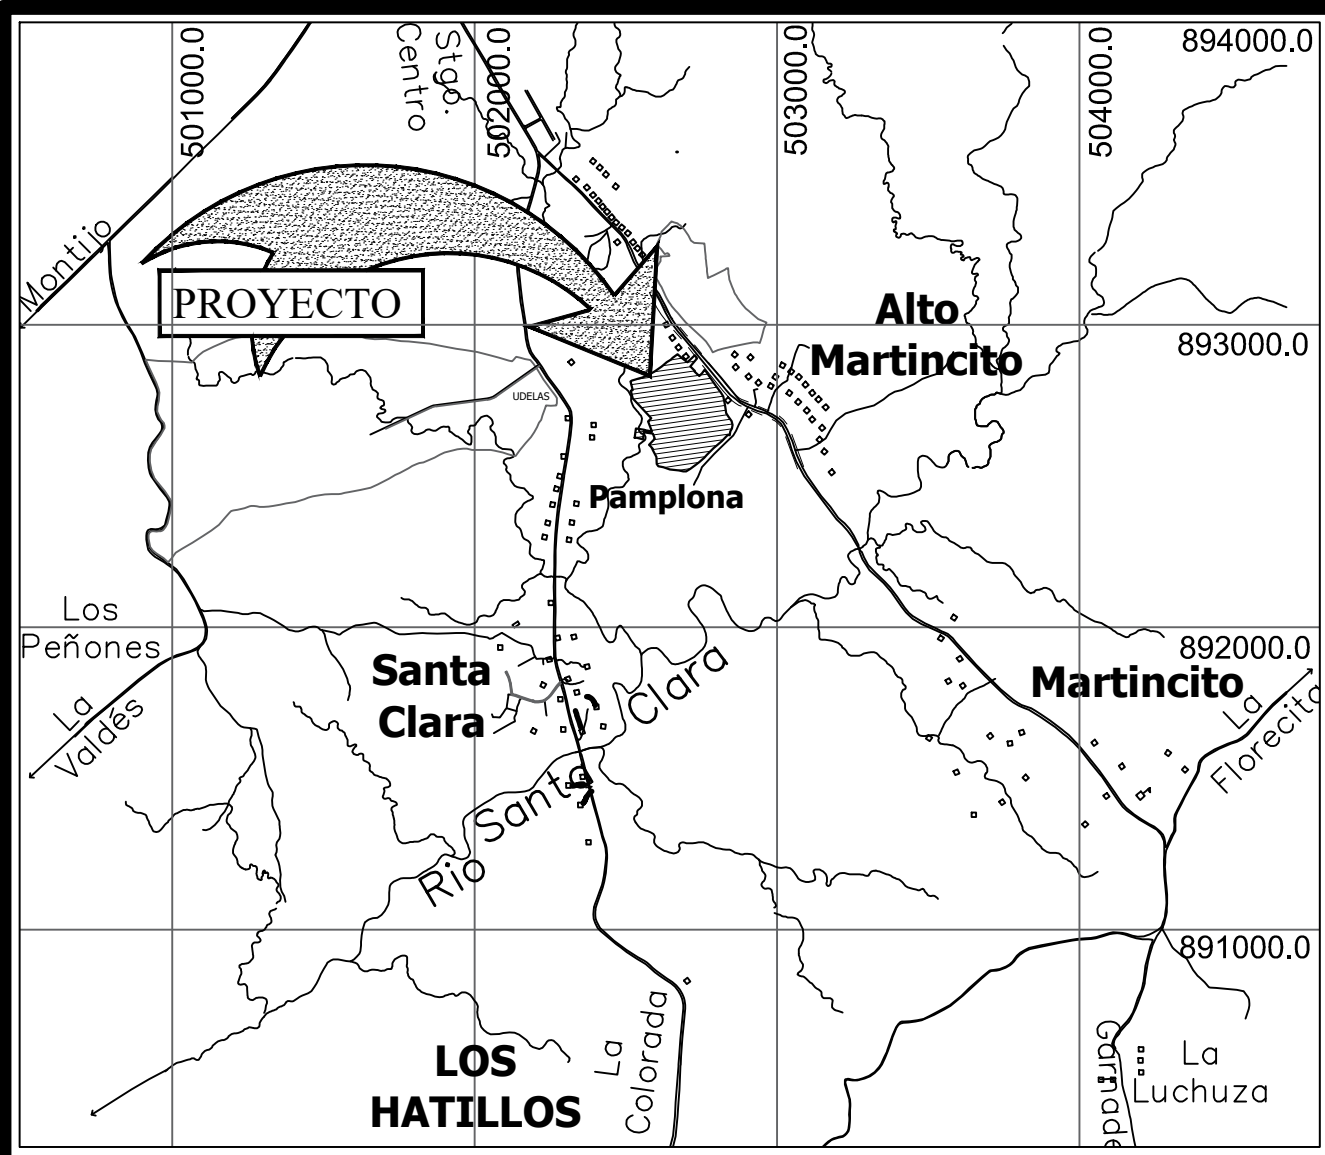 501000.0
Centro
Stgo.
502000.0
503000.0
504000.0
894000.0
Montijo
PROYECTO
Alto
Martincito
893000.0
UDELAS
Pamplona
Los
Peñones
892000.0
Santa
Clara
Martincito
La
Valdés
La
Florecita
Rio Santa Clara
891000.0
LOS
HATILLOS
La
Colorada
Garnade
La
Luchuza